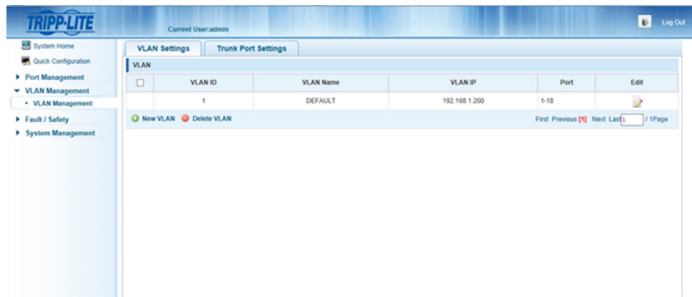 TRIPP-LITE
Current User:admin
Log Out
System Home
Quick Configuration
Port Management
VLAN Management
VLAN Management
Fault / Safety
System Management
VLAN Settings Trunk Port Settings
VLAN
VLAN ID VLAN Name VLAN IP Port Edit
1 DEFAULT 192.168.1.200 1-18
New VLAN Delete VLAN First Previous [1] Next Last 1 / 1Page